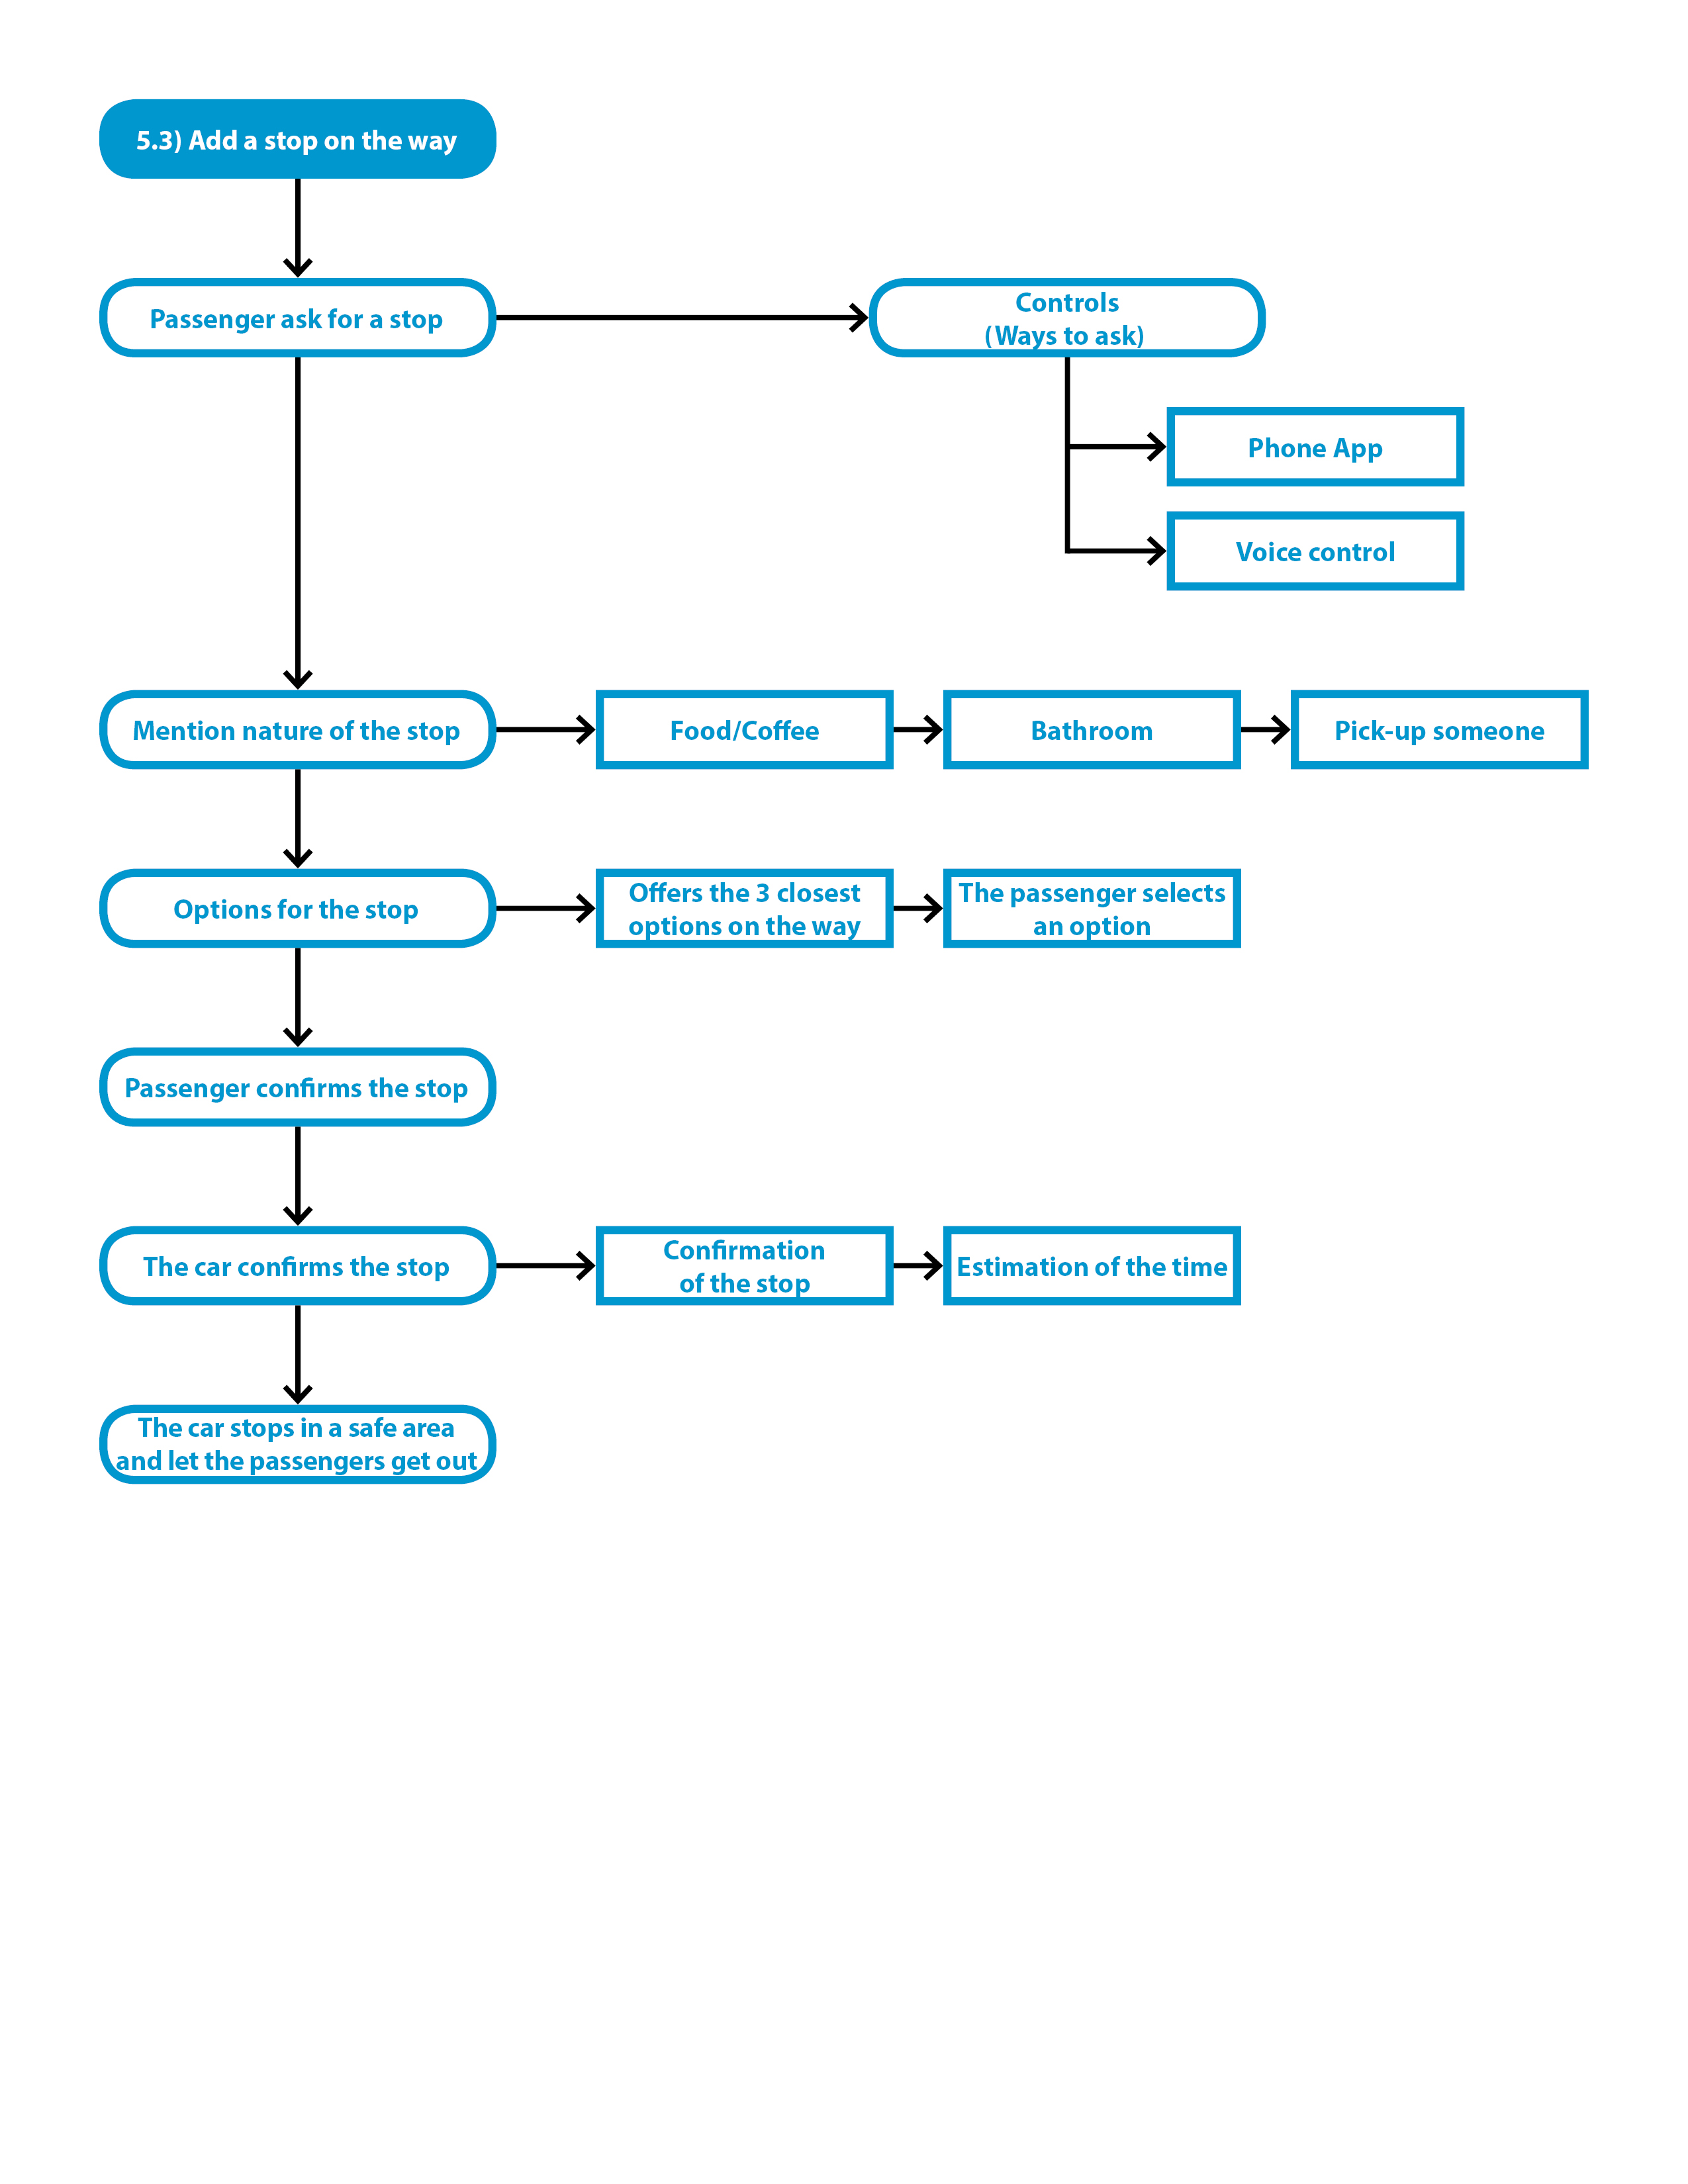 5.3) Add a stop on the way
Passenger ask for a stop
Controls
(Ways to ask)
Phone App
Voice control
Mention nature of the stop
Food/Coffee
Bathroom
Pick-up someone
Options for the stop
Offers the 3 closest
options on the way
The passenger selects
an option
Passenger confirms the stop
The car confirms the stop
Confirmation
of the stop
Estimation of the time
The car stops in a safe area
and let the passengers get out